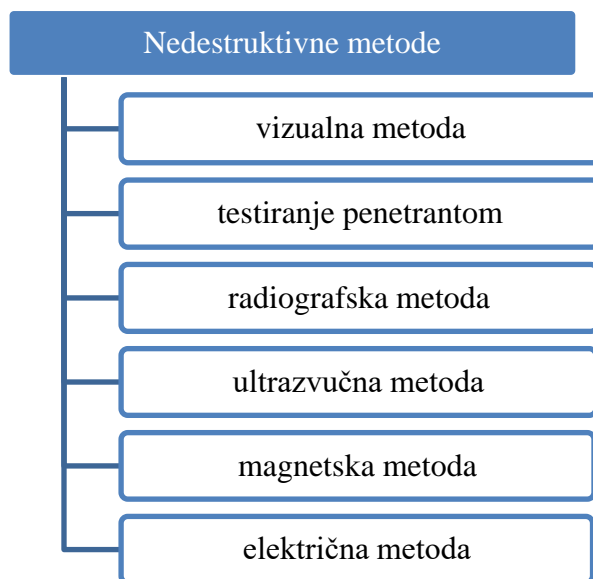 Nedestruktivne metode
vizualna metoda
testiranje penetrantom
radiografska metoda
ultrazvučna metoda
magnetska metoda
električna metoda